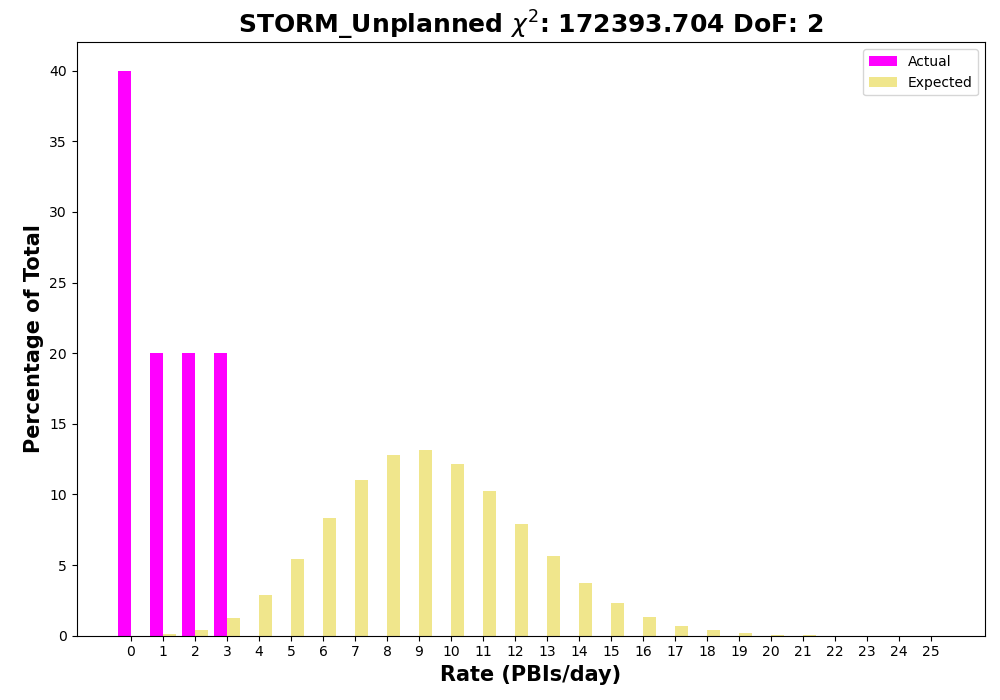 STORM_Unplanned χ²: 172393.704 DoF: 2
Actual
Expected
Percentage of Total
40
35
30
25
20
15
10
5
0
0 1 2 3 4 5 6 7 8 9 10 11 12 13 14 15 16 17 18 19 20 21 22 23 24 25
Rate (PBIs/day)